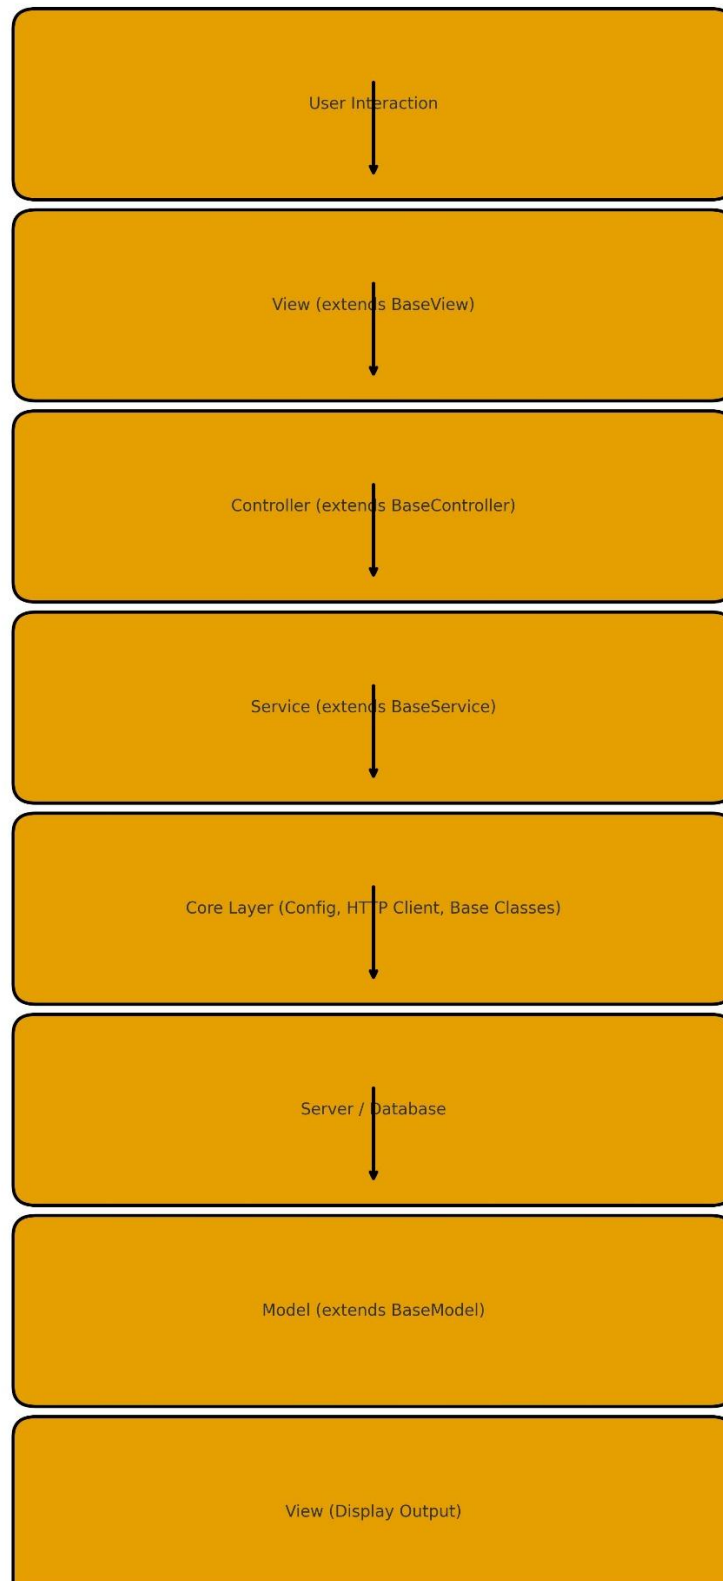 User Interaction
View (extends BaseView)
Controller (extends BaseController)
Service (extends BaseService)
Core Layer (Config, HTTP Client, Base Classes)
Server / Database
Model (extends BaseModel)
View (Display Output)